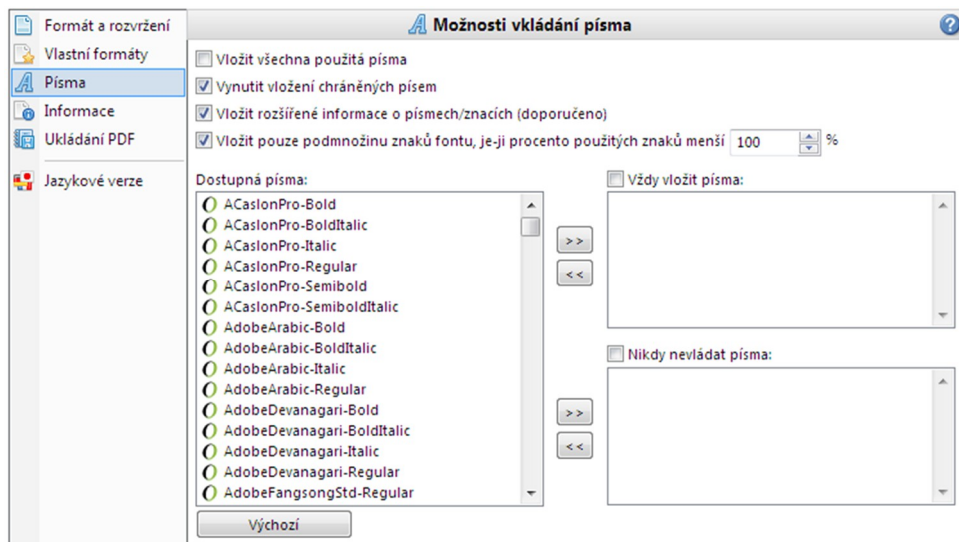 Formát a rozvržení
Vlastní formáty
Písma
Informace
Ukládání PDF
Jazykové verze
Možnosti vkládání písma
?
Vložit všechna použitá písma
Vynutit vložení chráněných písem
Vložit rozšířené informace o písmech/znacích (doporučeno)
Vložit pouze podmnožinu znaků fontu, je-ji procento použitých znaků menší 100 %
Dostupná písma:
ACaslonPro-Bold
ACaslonPro-BoldItalic
ACaslonPro-Italic
ACaslonPro-Regular
ACaslonPro-Semibold
ACaslonPro-SemiboldItalic
AdobeArabic-Bold
AdobeArabic-BoldItalic
AdobeArabic-Italic
AdobeArabic-Regular
AdobeDevanagari-Bold
AdobeDevanagari-BoldItalic
AdobeDevanagari-Italic
AdobeDevanagari-Regular
AdobeFangsongStd-Regular
Výchozí
>>
<<
Vždy vložit písma:
>>
<<
Nikdy nevládat písma: